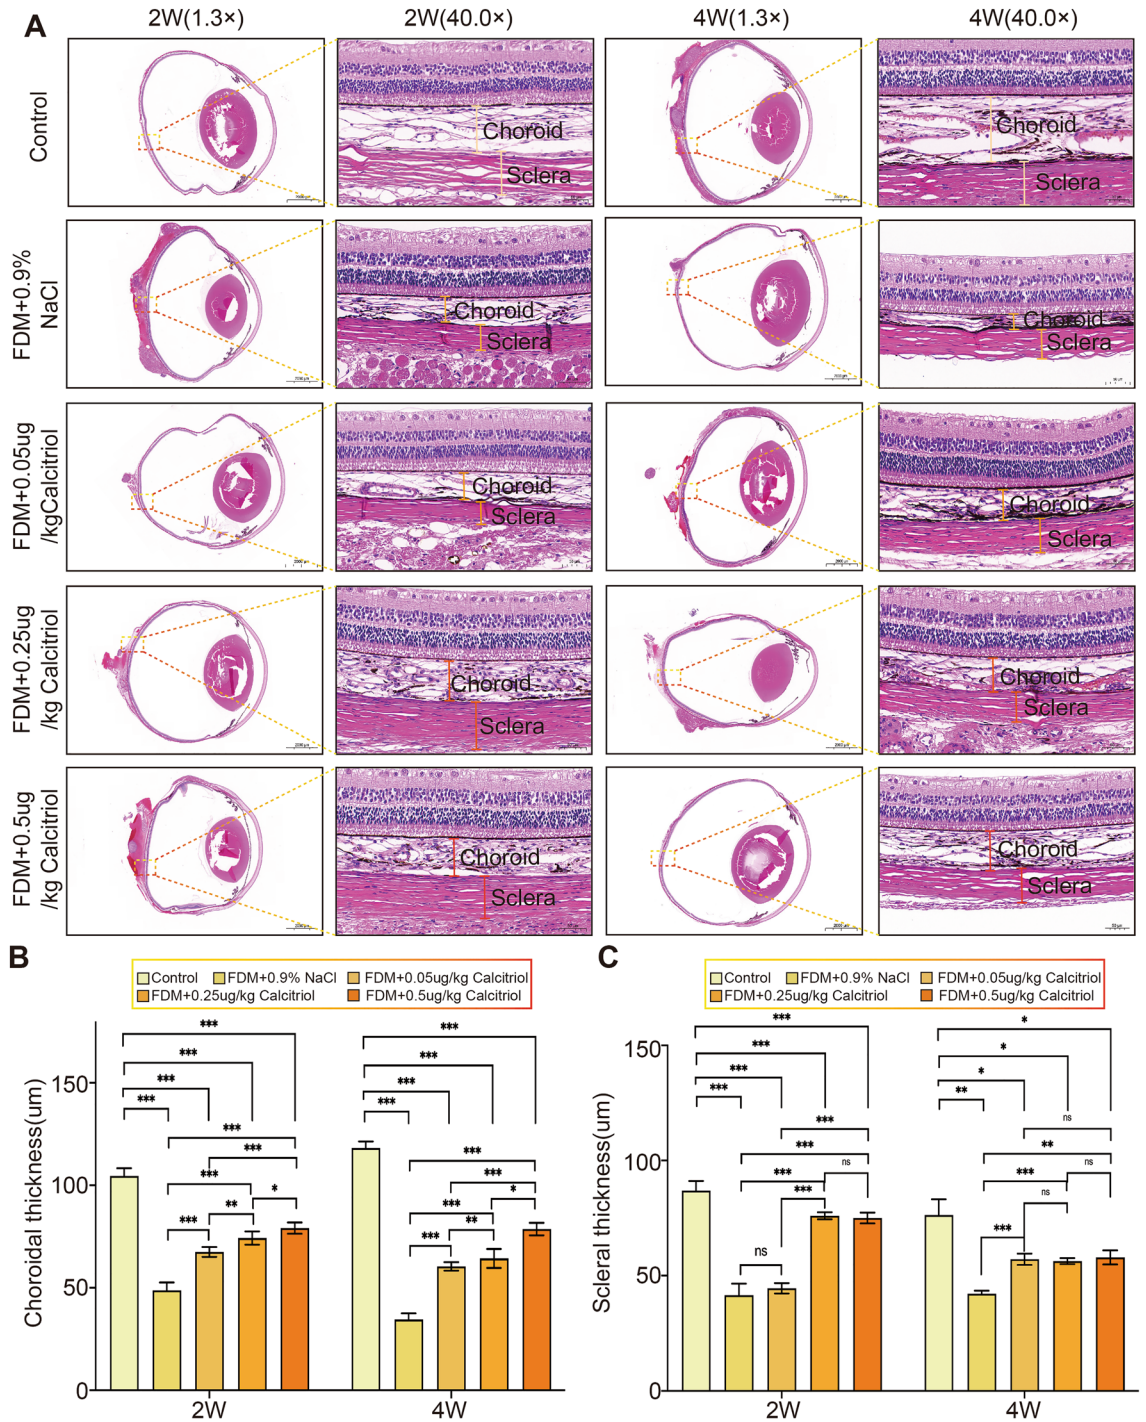 A
2W(1.3×)
2W(40.0×)
4W(1.3×)
4W(40.0×)
Control
Choroid
Sclera
Choroid
Sclera
FDM+0.9%
NaCl
Choroid
Sclera
Choroid
Sclera
FDM+0.05ug
/kgCalcitriol
Choroid
Sclera
Choroid
Sclera
FDM+0.25ug
/kg Calcitriol
Choroid
Sclera
Choroid
Sclera
FDM+0.5ug
/kg Calcitriol
Choroid
Sclera
Choroid
Sclera
B
Control
FDM+0.9% NaCl
FDM+0.05ug/kg Calcitriol
FDM+0.25ug/kg Calcitriol
FDM+0.5ug/kg Calcitriol
Choroidal thickness(um)
150
100
50
0
***
***
***
***
***
***
***
***
**
*
2W
***
***
***
***
***
***
***
***
**
*
4W
C
Control
FDM+0.9% NaCl
FDM+0.05ug/kg Calcitriol
FDM+0.25ug/kg Calcitriol
FDM+0.5ug/kg Calcitriol
Scleral thickness(um)
150
100
50
0
***
***
***
***
***
***
***
ns
***
ns
2W
*
*
*
**
ns
**
***
ns
ns
***
4W